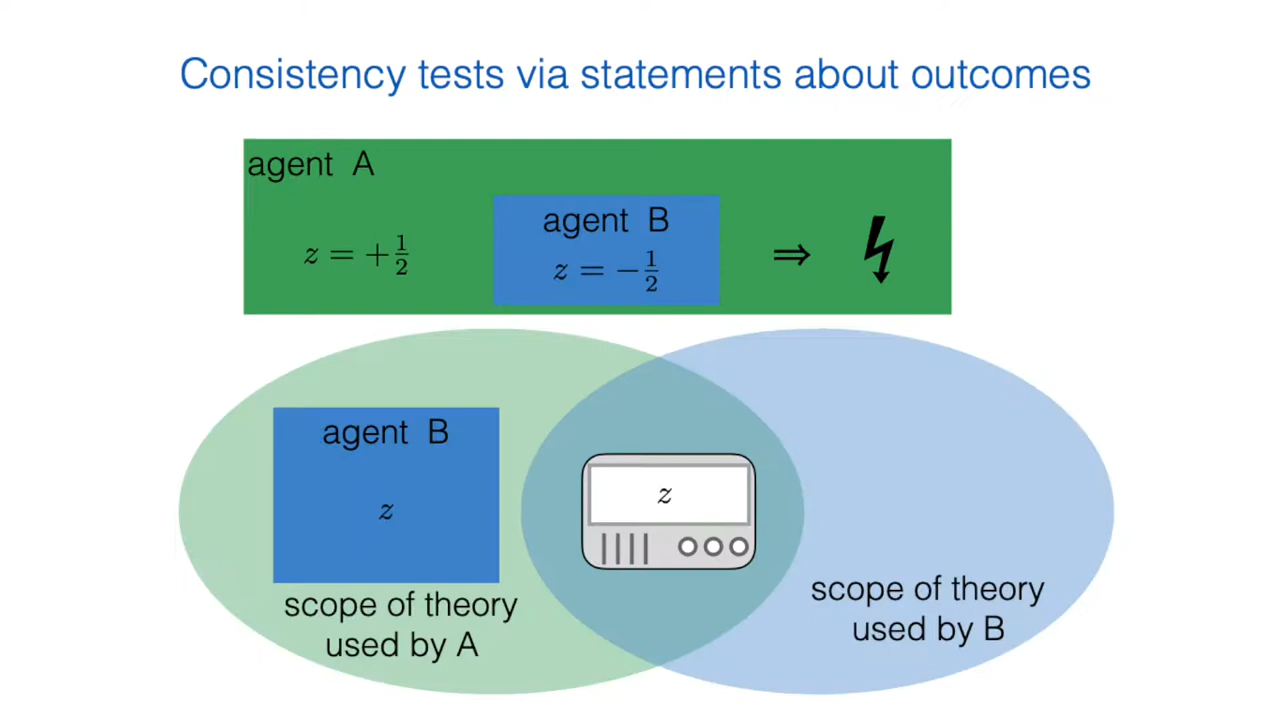 Consistency tests via statements about outcomes
agent A
agent B
z = +1/2
z = −1/2
⇒
agent B
z
z
scope of theory
used by A
scope of theory
used by B